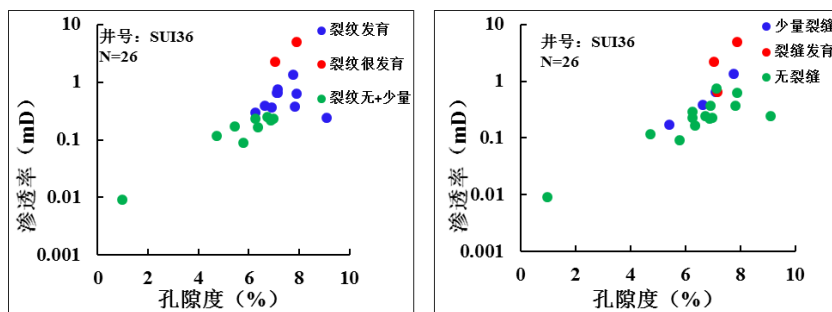 井号：SUI36
N=26
裂纹发育
裂纹很发育
裂纹无+少量
10
1
0.1
0.01
0.001
渗透率（mD）
0 2 4 6 8 10
孔隙度（%）
井号：SUI36
N=26
少量裂缝
裂缝发育
无裂缝
10
1
0.1
0.01
0.001
渗透率（mD）
0 2 4 6 8 10
孔隙度（%）